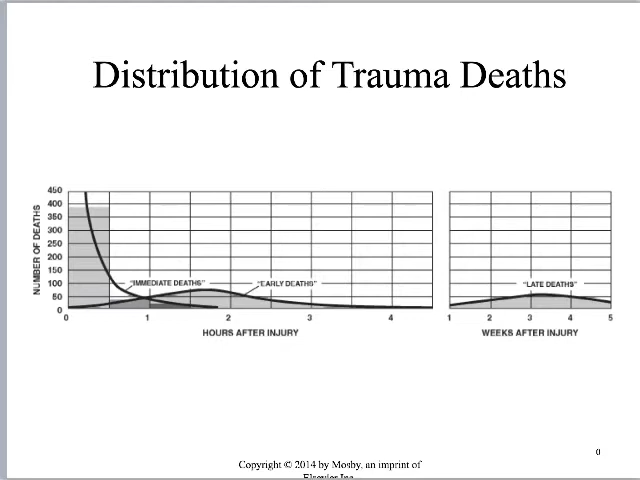 Distribution of Trauma Deaths
450
400
350
300
250
200
150
100
50
0
NUMBER OF DEATHS
"IMMEDIATE DEATHS"
"EARLY DEATHS"
"LATE DEATHS"
0 1 2 3 4
1 2 3 4 5
HOURS AFTER INJURY
WEEKS AFTER INJURY
0
Copyright © 2014 by Mosby, an imprint of
Elsevier Inc.